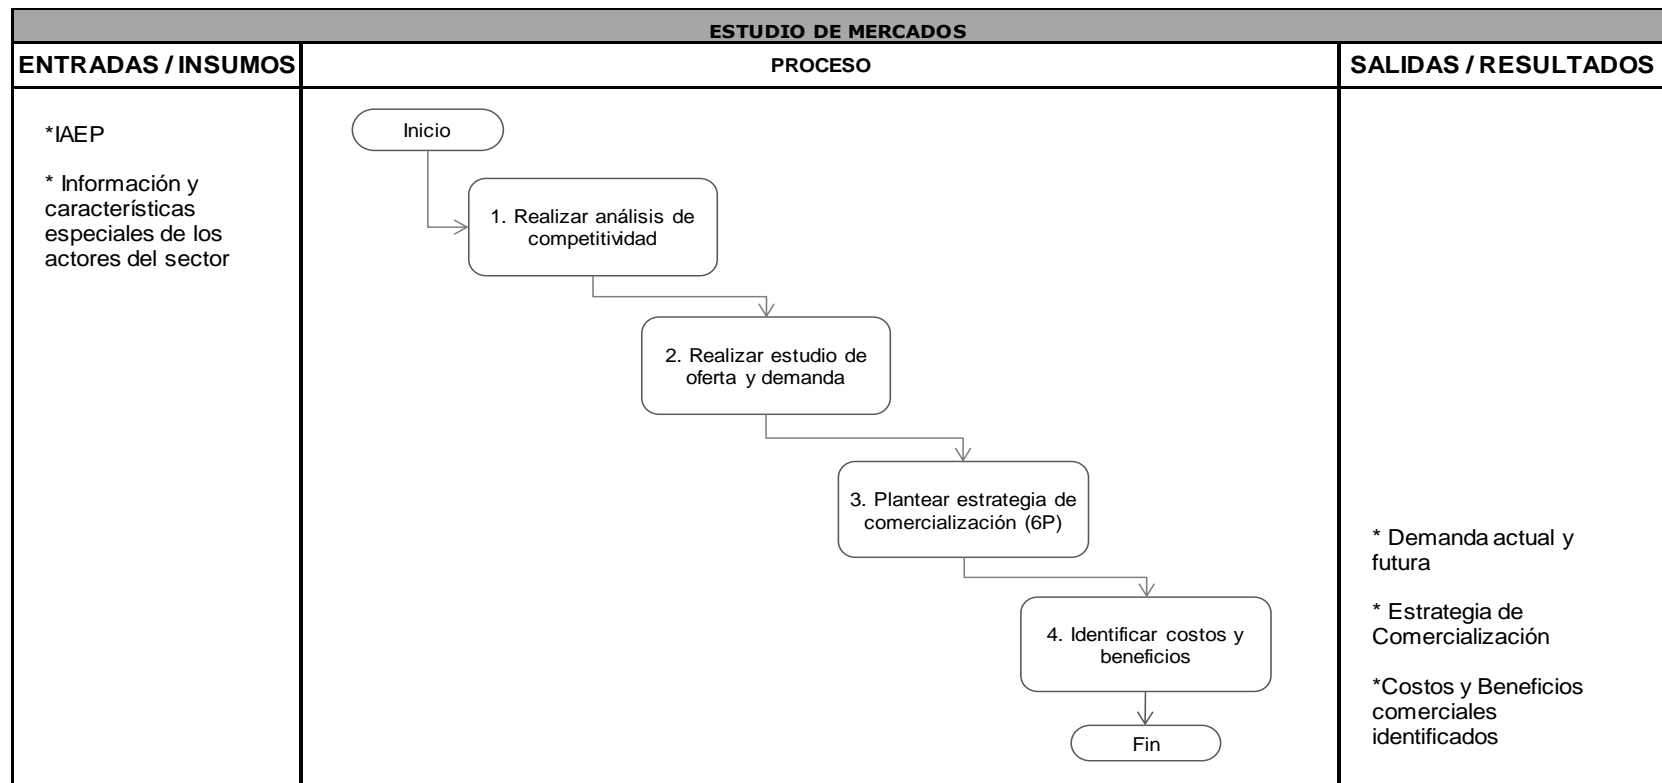 ESTUDIO DE MERCADOS
ENTRADAS / INSUMOS
PROCESO
SALIDAS / RESULTADOS
*IAEP
* Información y
características
especiales de los
actores del sector
Inicio
1. Realizar análisis de
competitividad
2. Realizar estudio de
oferta y demanda
3. Plantear estrategia de
comercialización (6P)
4. Identificar costos y
beneficios
Fin
* Demanda actual y
futura
* Estrategia de
Comercialización
*Costos y Beneficios
comerciales
identificados